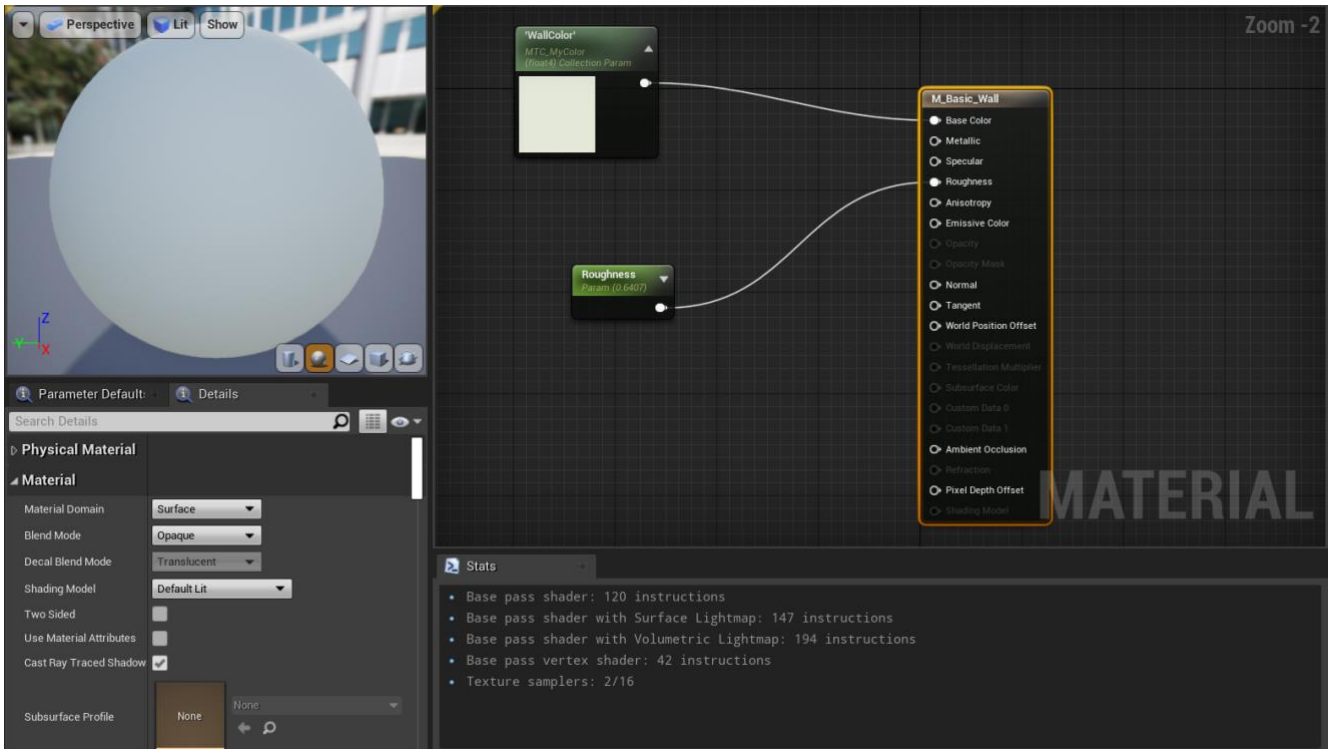 Perspective
Lit
Show
Zoom -2
'WallColor'
MTC_MyColor
(float4) Collection Param
M_Basic_Wall
Base Color
Metallic
Specular
Roughness
Anisotropy
Emissive Color
Opacity
Opacity Mask
Normal
Tangent
World Position Offset
World Displacement
Tessellation Multiplier
Subsurface Color
Custom Data 0
Custom Data 1
Ambient Occlusion
Refraction
Pixel Depth Offset
Shading Model
Roughness
Param (0.6407)
MATERIAL
Z
Y
X
Parameter Default:
Details
Search Details
Physical Material
Material
Material Domain Surface
Blend Mode Opaque
Decal Blend Mode Translucent
Shading Model Default Lit
Two Sided
Use Material Attributes
Cast Ray Traced Shadow
Subsurface Profile None None
Stats
Base pass shader: 120 instructions
Base pass shader with Surface Lightmap: 147 instructions
Base pass shader with Volumetric Lightmap: 194 instructions
Base pass vertex shader: 42 instructions
Texture samplers: 2/16